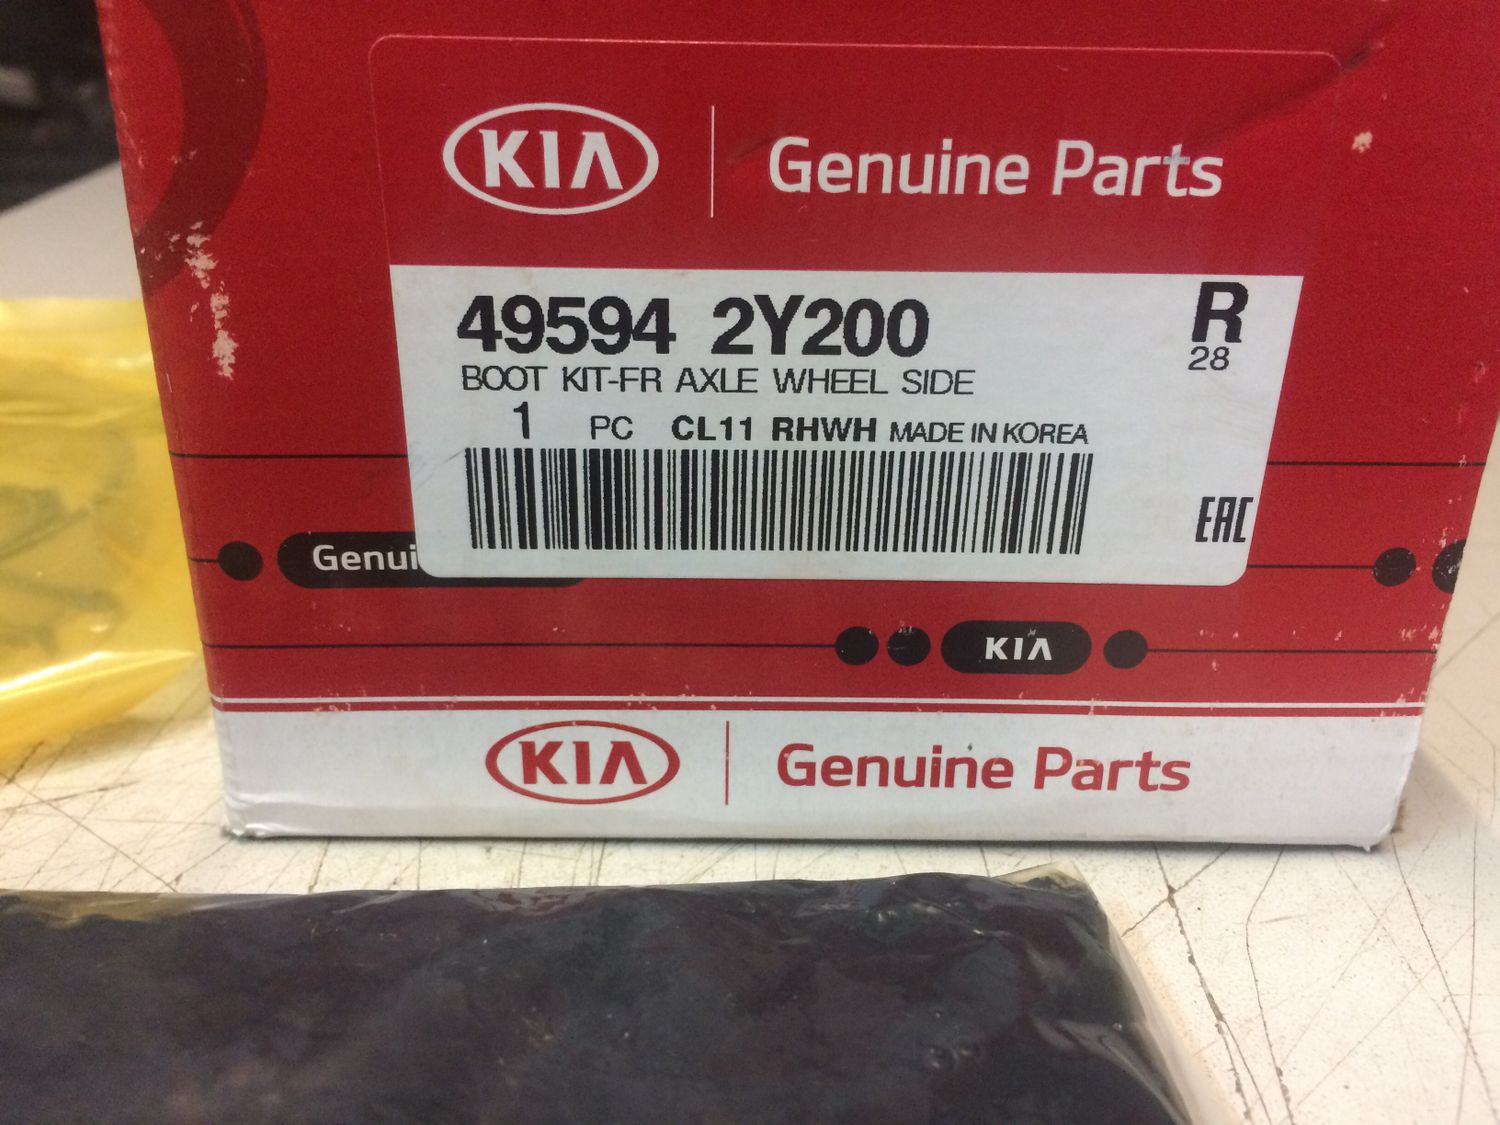 KIA Genuine Parts
49594 2Y200 R
28
BOOT KIT-FR AXLE WHEEL SIDE
1 PC CL11 RHWH MADE IN KOREA
EAC
Genui
KIA
KIA Genuine Parts